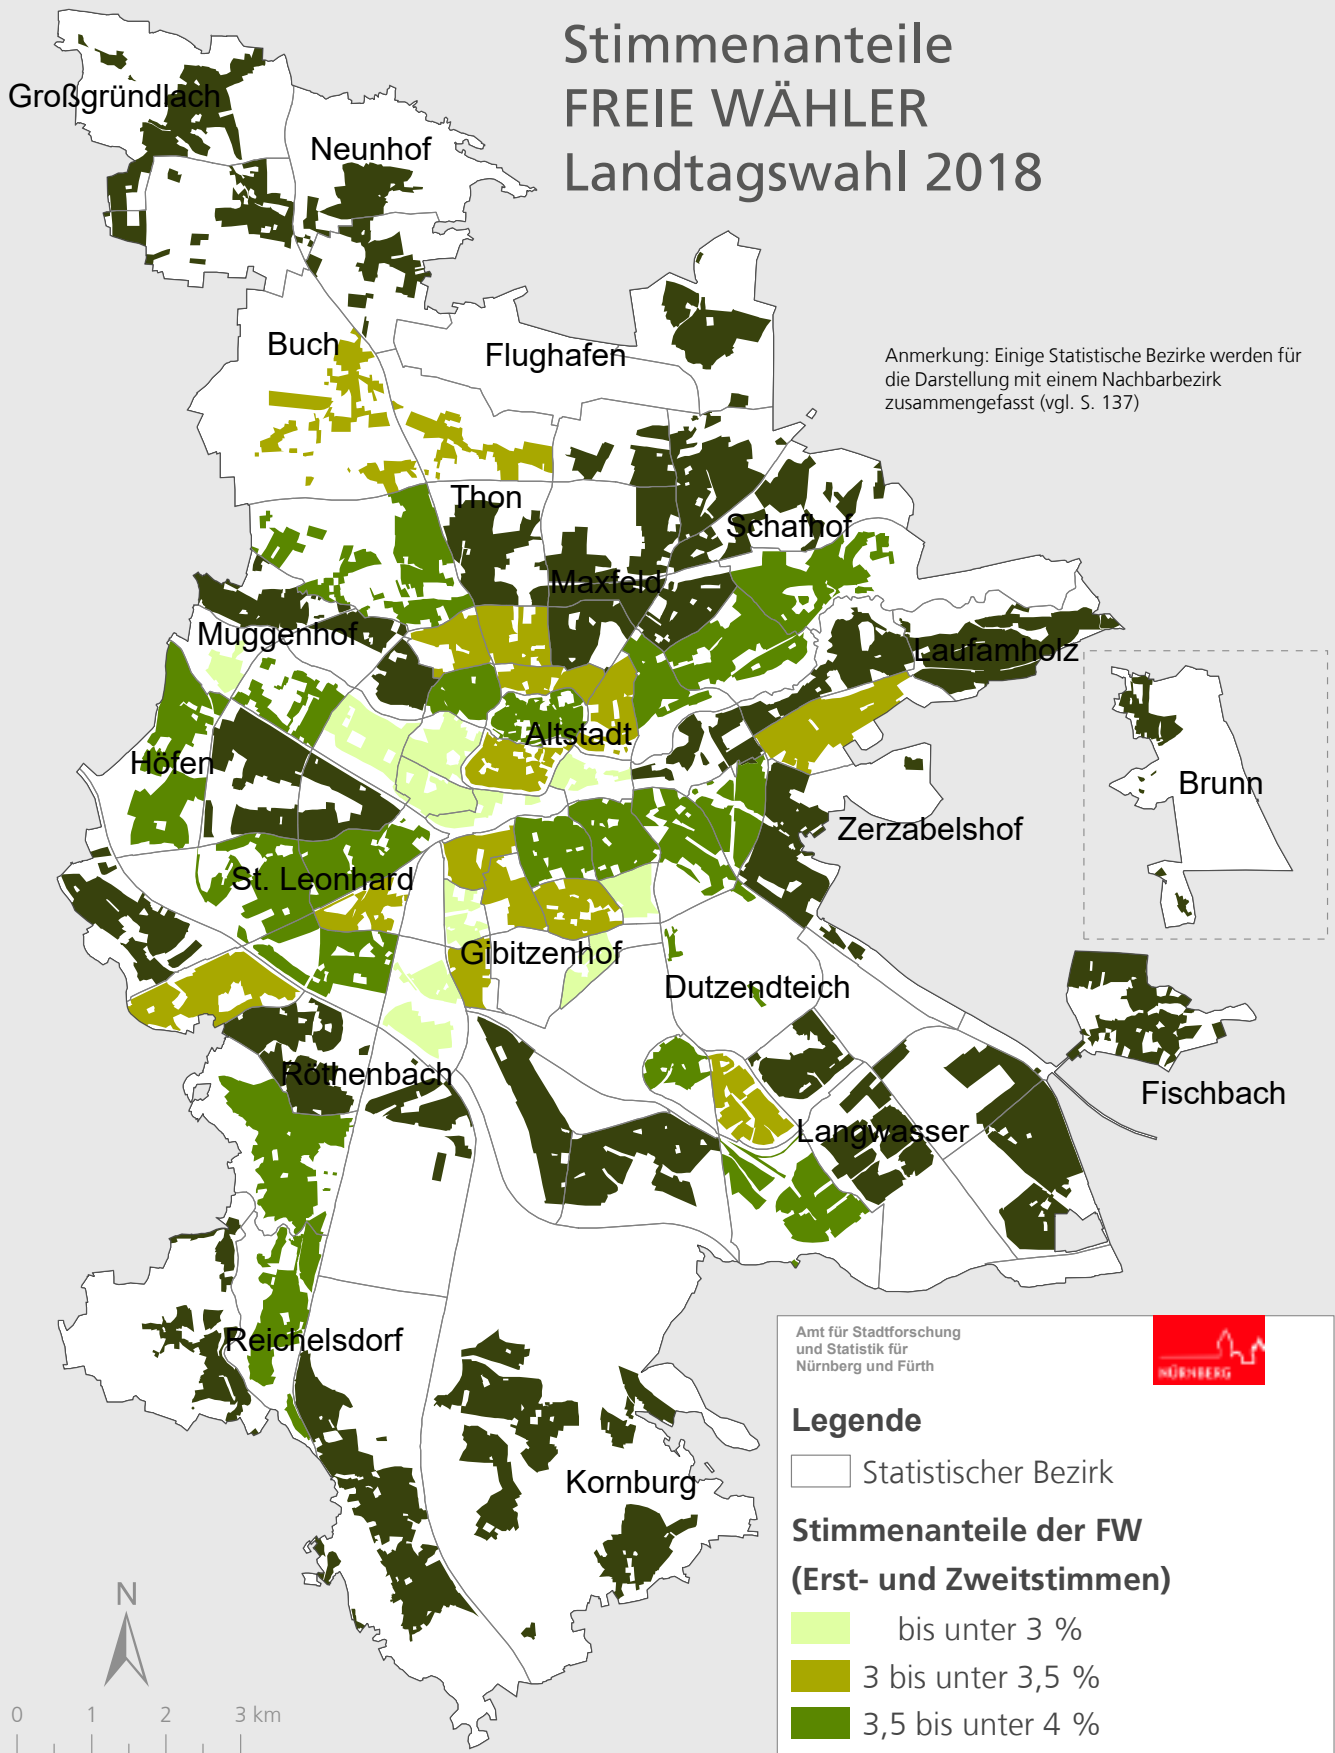 Stimmenanteile
FREIE WÄHLER
Landtagswahl 2018
Großgründlach
Neunhof
Buch
Flughafen
Anmerkung: Einige Statistische Bezirke werden für
die Darstellung mit einem Nachbarbezirk
zusammengefasst (vgl. S. 137)
Thon
Schafhof
Maxfeld
Muggenhof
Laufamholz
Altstadt
Höfen
Brunn
Zerzabelshof
St. Leonhard
Gibitzenhof
Dutzendteich
Röthenbach
Fischbach
Langwasser
Reichelsdorf
Kornburg
Amt für Stadtforschung
und Statistik für
Nürnberg und Fürth
NÜRNBERG
Legende
Statistischer Bezirk
Stimmenanteile der FW
(Erst- und Zweitstimmen)
bis unter 3 %
3 bis unter 3,5 %
3,5 bis unter 4 %
N
0 1 2 3 km